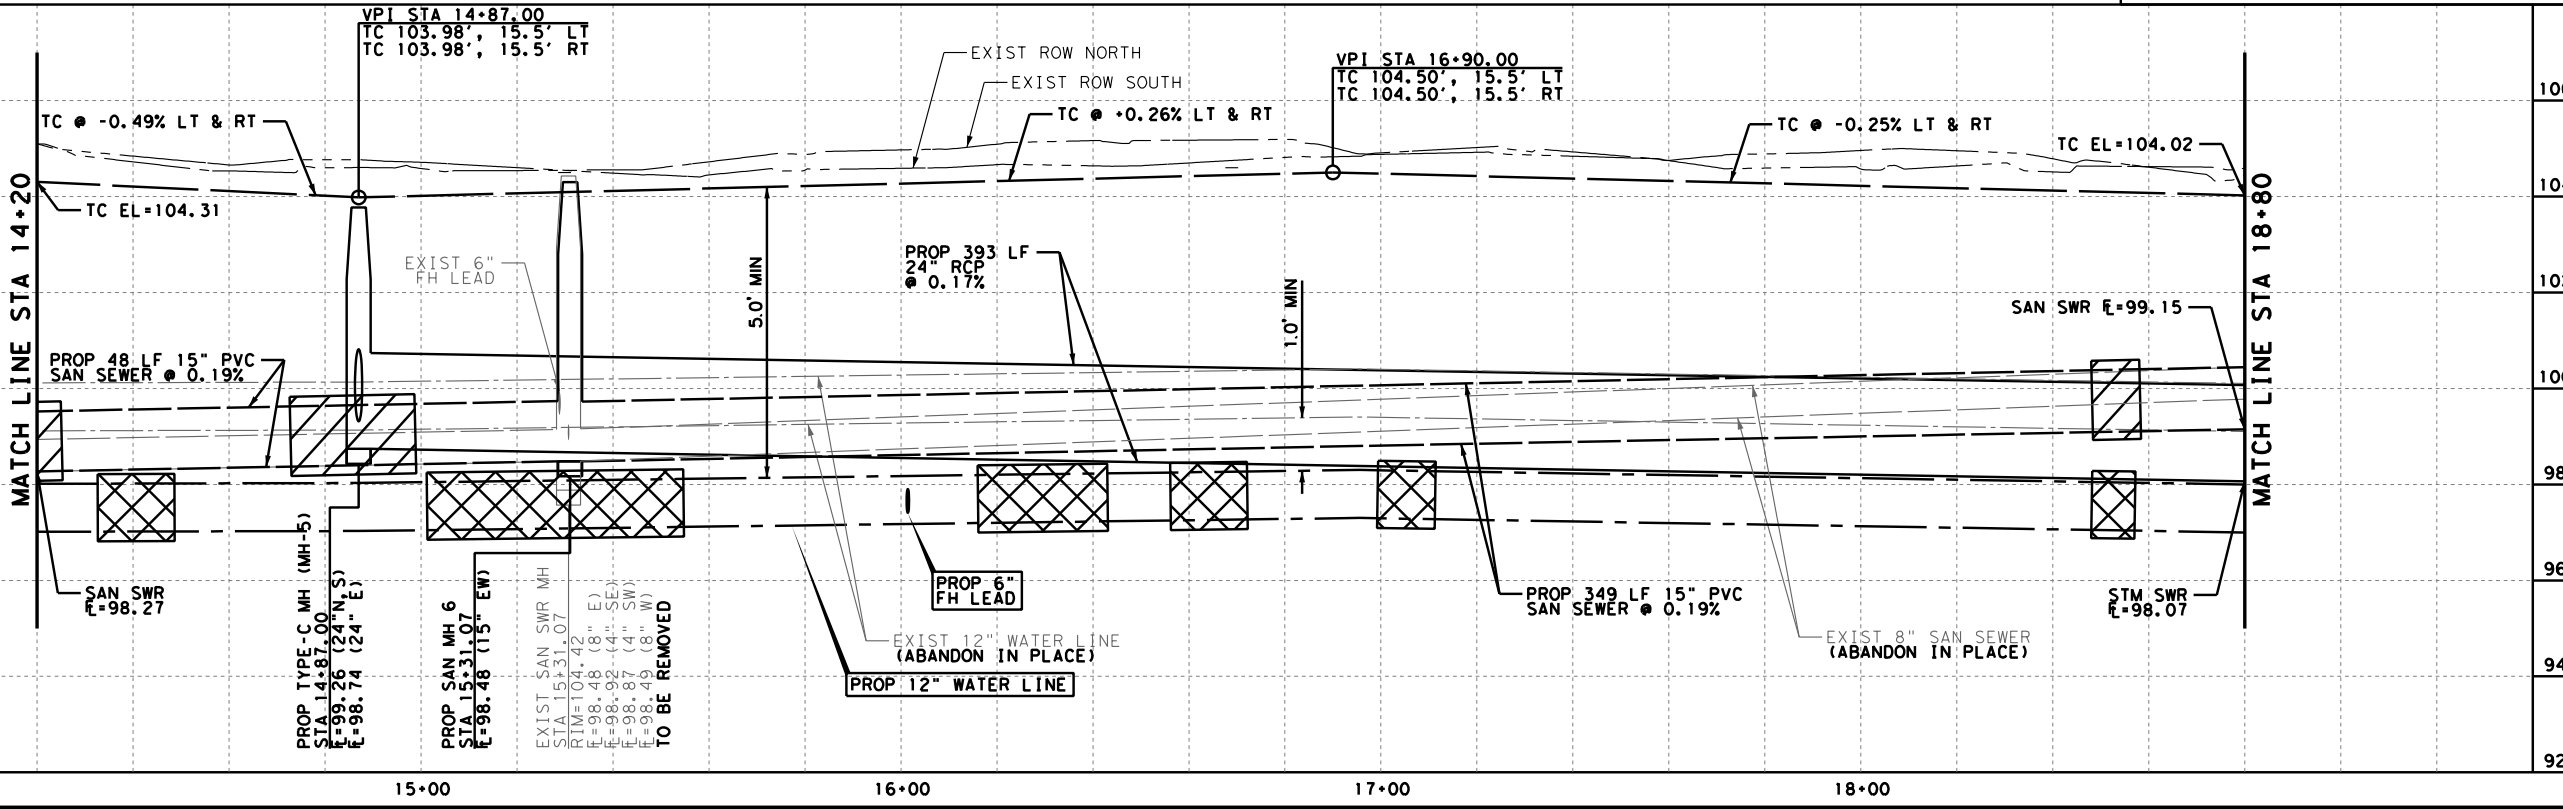 VPI STA 14+87.00
TC 103.98', 15.5' LT
TC 103.98', 15.5' RT
EXIST ROW NORTH
EXIST ROW SOUTH
VPI STA 16+90.00
TC 104.50', 15.5' LT
TC 104.50', 15.5' RT
TC @ -0.49% LT & RT
TC @ +0.26% LT & RT
TC @ -0.25% LT & RT
TC EL=104.02
TC EL=104.31
MATCH LINE STA 14+20
MATCH LINE STA 18+80
EXIST 6"
FH LEAD
5.0' MIN
PROP 393 LF
24" RCP
@ 0.17%
1.0' MIN
SAN SWR FL=99.15
PROP 48 LF 15" PVC
SAN SEWER @ 0.19%
SAN SWR
FL=98.27
PROP TYPE-C MH (MH-5)
STA 14+87.00
FL=99.26 (24"N,S)
FL=98.74 (24" E)
PROP SAN MH 6
STA 15+31.07
FL=98.48 (15" EW)
EXIST SAN SWR MH
STA 15+31.07
RIM=104.42
FL=98.48 (8" E)
FL=98.92 (4" SE)
FL=98.87 (4" SW)
FL=98.49 (8" W)
TO BE REMOVED
PROP 6"
FH LEAD
EXIST 12" WATER LINE
(ABANDON IN PLACE)
PROP 12" WATER LINE
PROP 349 LF 15" PVC
SAN SEWER @ 0.19%
EXIST 8" SAN SEWER
(ABANDON IN PLACE)
STM SWR
FL=98.07
98
96
94
92
15+00
16+00
17+00
18+00